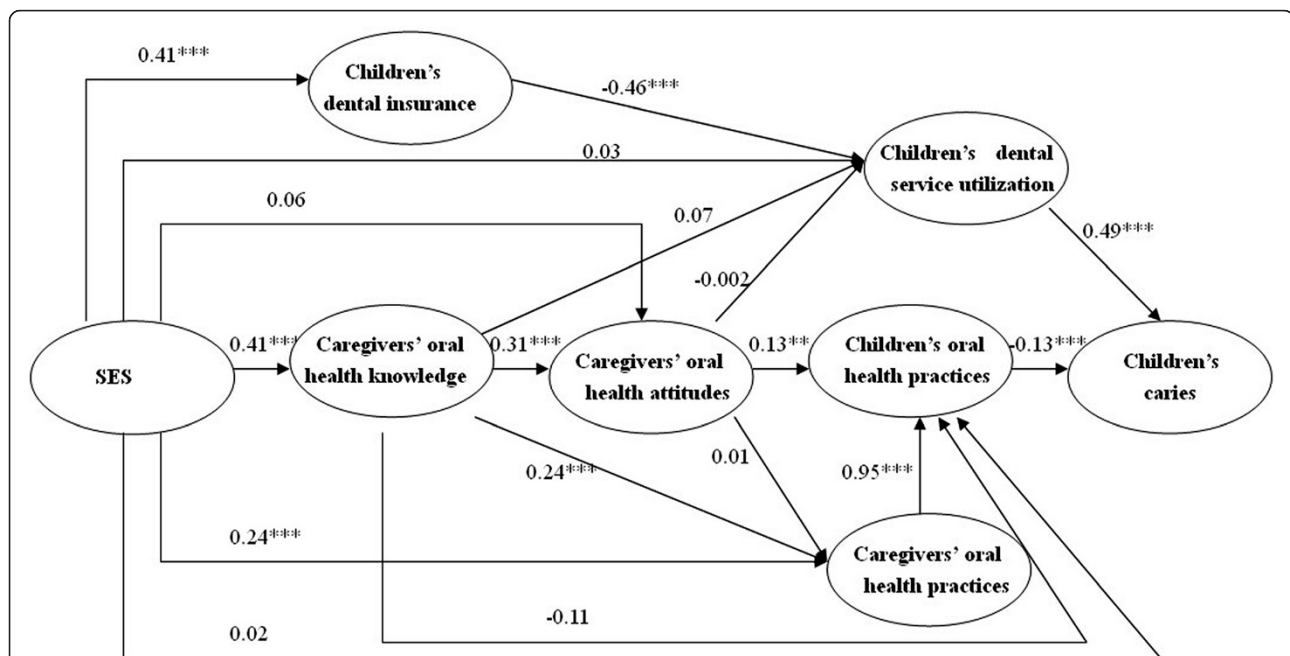 0.41***
Children's
dental insurance
-0.46***
0.03
Children's dental
service utilization
0.06
0.07
0.49***
-0.002
SES
0.41***
Caregivers' oral
health knowledge
0.31***
Caregivers' oral
health attitudes
0.13**
Children's oral
health practices
-0.13***
Children's
caries
0.24***
0.01
0.95***
0.24***
Caregivers' oral
health practices
-0.11
0.02